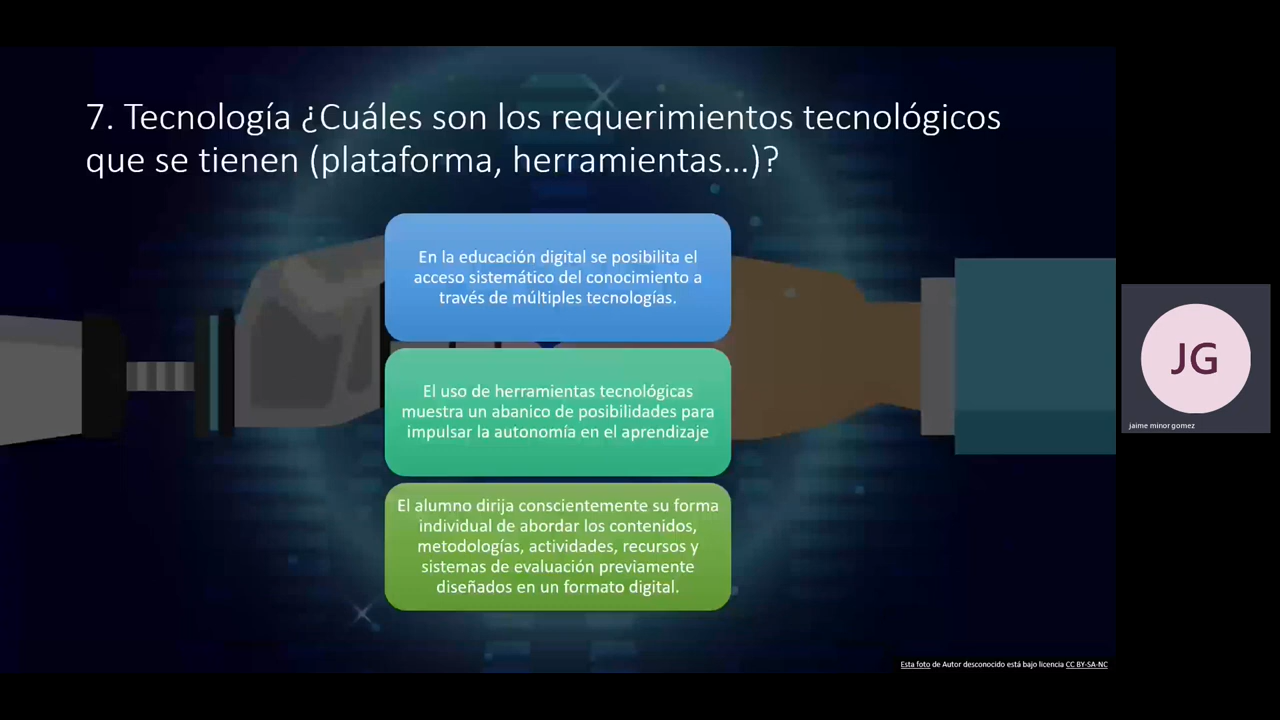 7. Tecnología ¿Cuáles son los requerimientos tecnológicos
que se tienen (plataforma, herramientas…)?
En la educación digital se posibilita el
acceso sistemático del conocimiento a
través de múltiples tecnologías.
El uso de herramientas tecnológicas
muestra un abanico de posibilidades para
impulsar la autonomía en el aprendizaje
El alumno dirija conscientemente su forma
individual de abordar los contenidos,
metodologías, actividades, recursos y
sistemas de evaluación previamente
diseñados en un formato digital.
JG
jaime minor gomez
Esta foto de Autor desconocido está bajo licencia CC BY-SA-NC